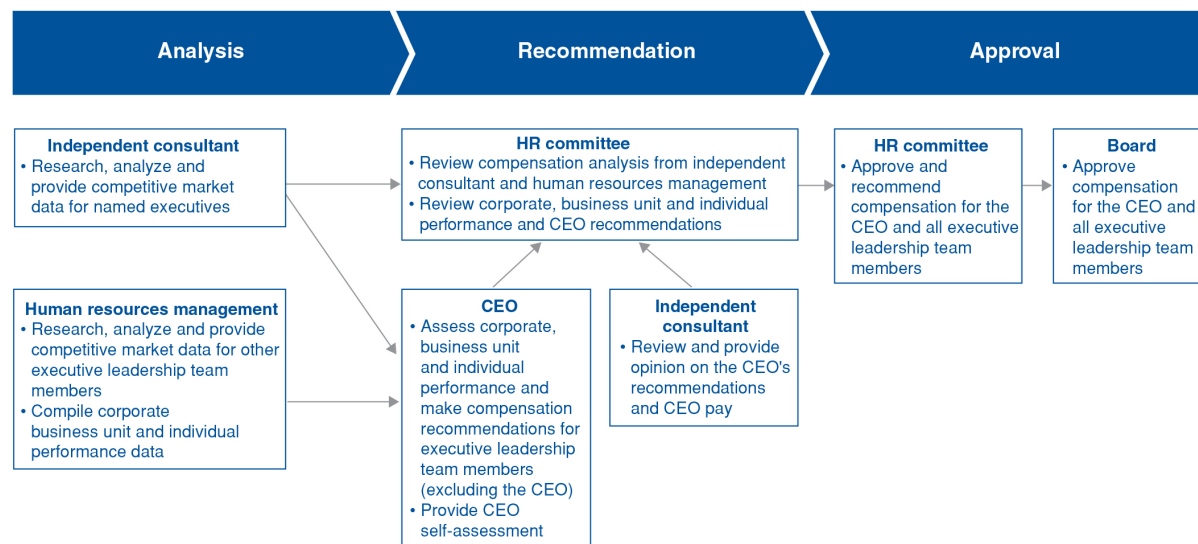 Analysis
Recommendation
Approval
Independent consultant
• Research, analyze and
provide competitive market
data for named executives
Human resources management
• Research, analyze and provide
competitive market data for other
executive leadership team
members
• Compile corporate
business unit and individual
performance data
HR committee
• Review compensation analysis from independent
consultant and human resources management
• Review corporate, business unit and individual
performance and CEO recommendations
CEO
• Assess corporate,
business unit
and individual
performance and
make compensation
recommendations for
executive leadership
team members
(excluding the CEO)
• Provide CEO
self-assessment
Independent
consultant
• Review and provide
opinion on the CEO's
recommendations
and CEO pay
HR committee
• Approve and
recommend
compensation for the
CEO and all executive
leadership team
members
Board
• Approve
compensation
for the CEO and
all executive
leadership team
members